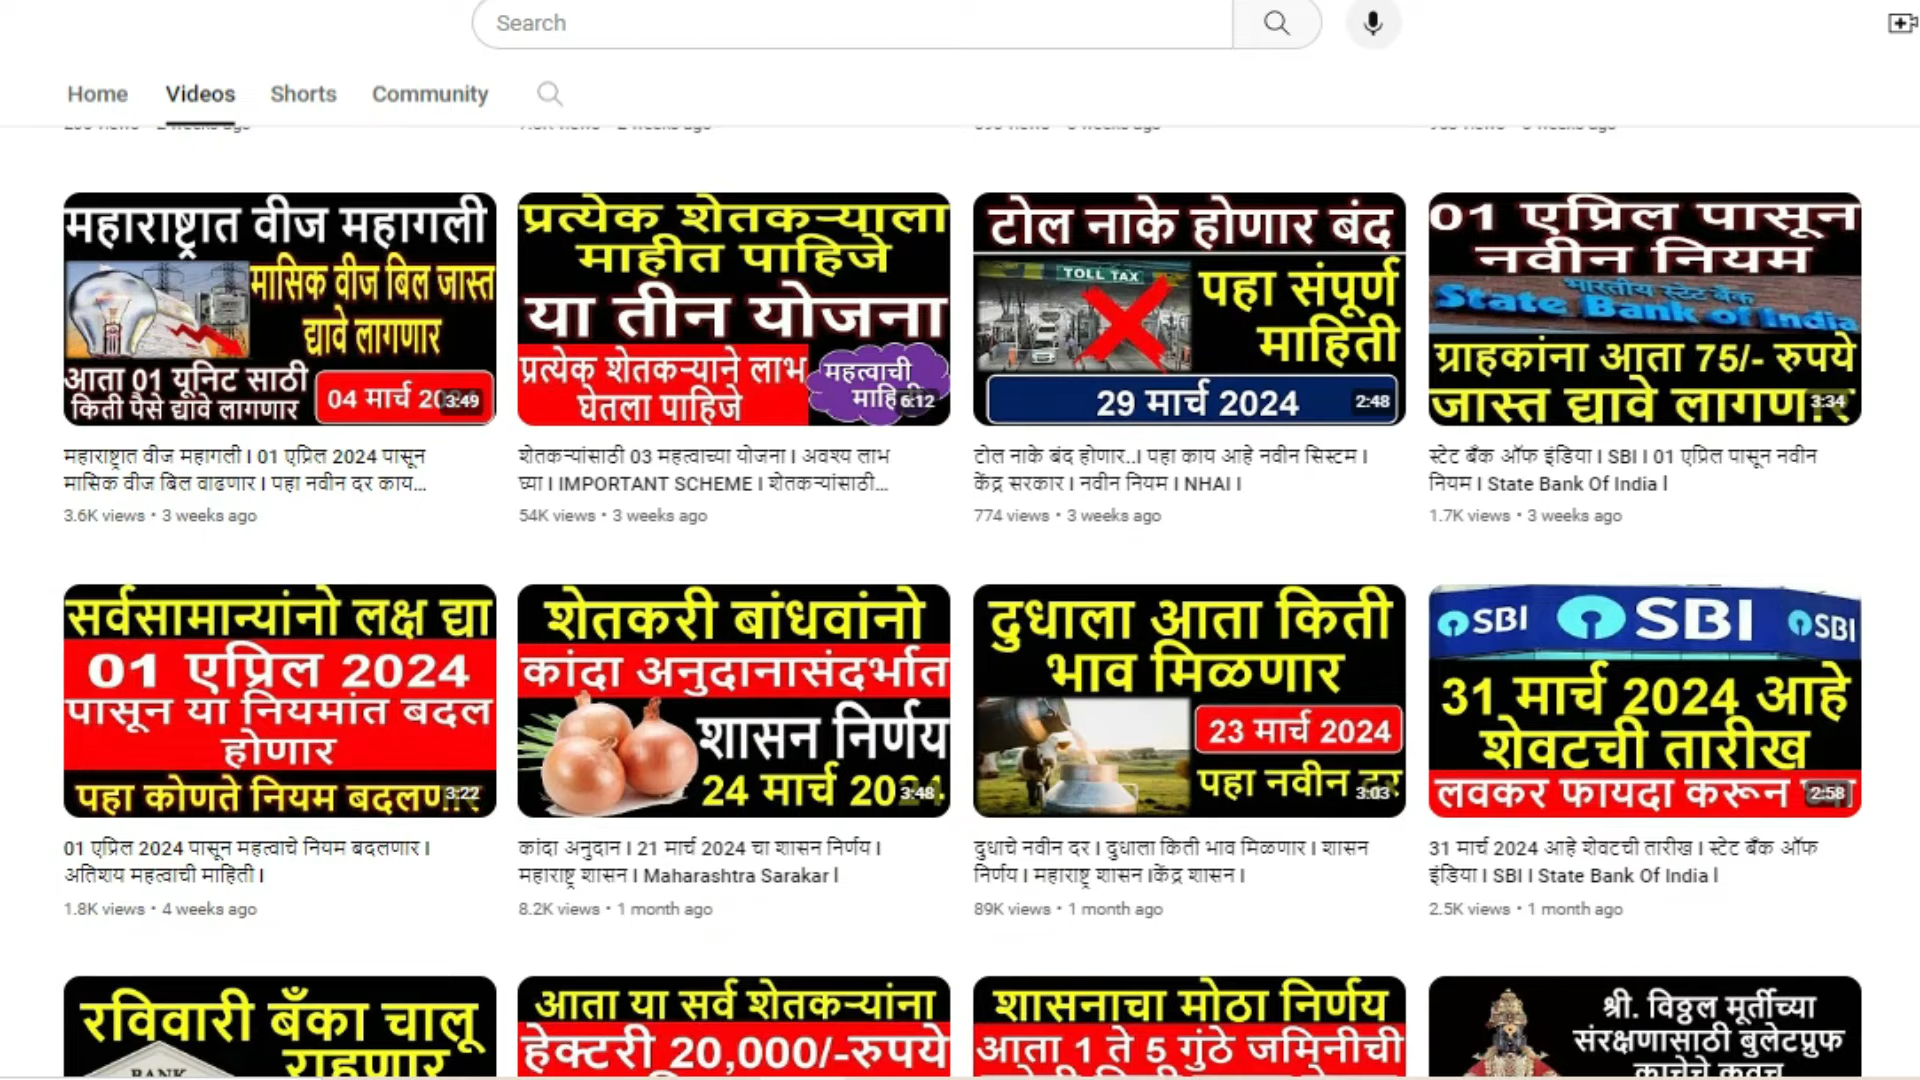 Search
Home Videos Shorts Community
महाराष्ट्रात वीज महागली
मासिक वीज बिल जास्त
द्यावे लागणार
आता 01 यूनिट साठी
किती पैसे द्यावे लागणार
04 मार्च 20
3:49
महाराष्ट्रात वीज महागली I 01 एप्रिल 2024 पासून
मासिक वीज बिल वाढणार I पहा नवीन दर काय...
3.6K views • 3 weeks ago
प्रत्येक शेतकऱ्याला
माहीत पाहिजे
या तीन योजना
प्रत्येक शेतकऱ्याने लाभ
घेतला पाहिजे
महत्वाची
माहि
6:12
शेतकऱ्यांसाठी 03 महत्वाच्या योजना I अवश्य लाभ
घ्या I IMPORTANT SCHEME I शेतकऱ्यांसाठी...
54K views • 3 weeks ago
टोल नाके होणार बंद
TOLL TAX
पहा संपूर्ण
माहिती
29 मार्च 2024
2:48
टोल नाके बंद होणार..I पहा काय आहे नवीन सिस्टम I
केंद्र सरकार I नवीन नियम I NHAI I
774 views • 3 weeks ago
01 एप्रिल पासून
नवीन नियम
भारतीय स्टेट बैंक
State Bank of India
ग्राहकांना आता 75/- रुपये
जास्त द्यावे लागणार
3:34
स्टेट बँक ऑफ इंडिया I SBI I 01 एप्रिल पासून नवीन
नियम I State Bank Of India l
1.7K views • 3 weeks ago
सर्वसामान्यांनो लक्ष द्या
01 एप्रिल 2024
पासून या नियमांत बदल
होणार
पहा कोणते नियम बदलणार
3:22
01 एप्रिल 2024 पासून महत्वाचे नियम बदलणार I
अतिशय महत्वाची माहिती I
1.8K views • 4 weeks ago
शेतकरी बांधवांनो
कांदा अनुदानासंदर्भात
शासन निर्णय
24 मार्च 20
3:48
कांदा अनुदान I 21 मार्च 2024 चा शासन निर्णय I
महाराष्ट्र शासन I Maharashtra Sarakar l
8.2K views • 1 month ago
दुधाला आता किती
भाव मिळणार
23 मार्च 2024
पहा नवीन दर
3:03
दुधाचे नवीन दर I दुधाला किती भाव मिळणार I शासन
निर्णय I महाराष्ट्र शासन Iकेंद्र शासन I
89K views • 1 month ago
SBI SBI SBI
31 मार्च 2024 आहे
शेवटची तारीख
लवकर फायदा करून
2:58
31 मार्च 2024 आहे शेवटची तारीख I स्टेट बँक ऑफ
इंडिया I SBI I State Bank Of India l
2.5K views • 1 month ago
रविवारी बँका चालू
राहणार
BANK
आता या सर्व शेतकऱ्यांना
हेक्टरी 20,000/-रुपये
शासनाचा मोठा निर्णय
आता 1 ते 5 गुंठे जमिनीची
श्री. विठ्ठल मूर्तीच्या
संरक्षणासाठी बुलेटप्रुफ
काचेचे कवच